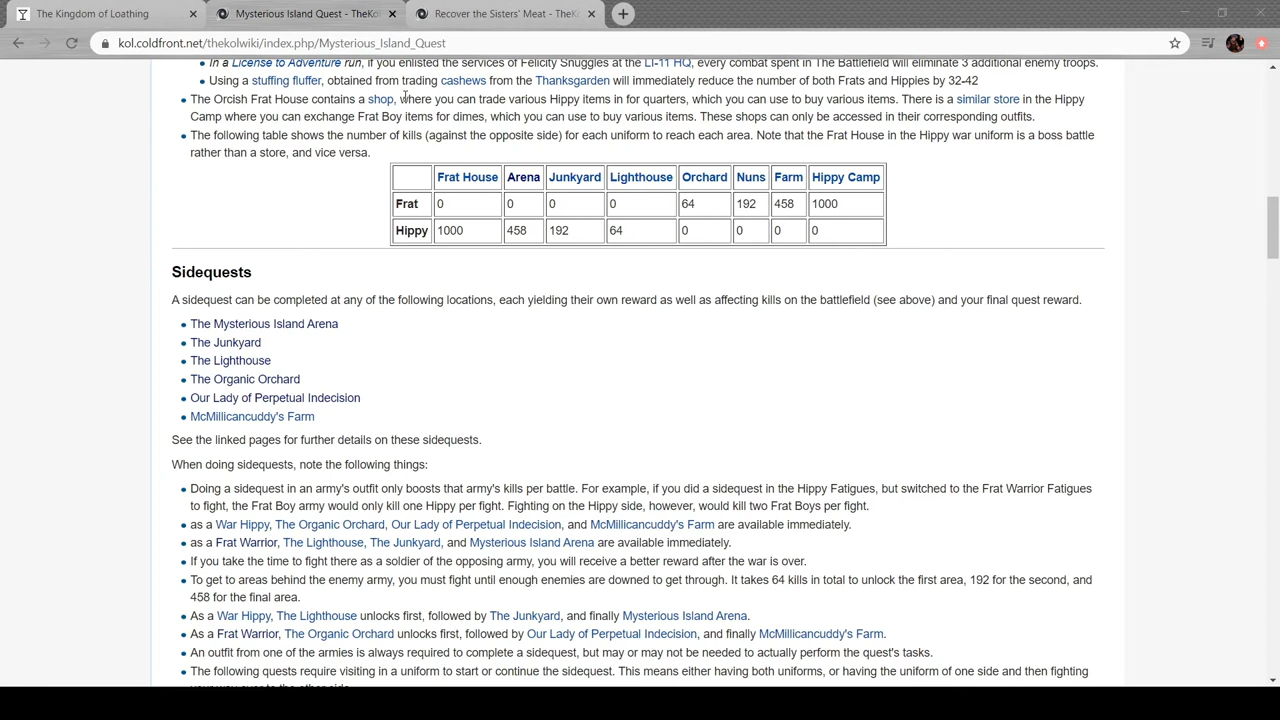 The Kingdom of Loathing
Mysterious Island Quest - TheKol
Recover the Sisters' Meat - TheK
kol.coldfront.net/thekolwiki/index.php/Mysterious_Island_Quest
In a License to Adventure run, if you enlisted the services of Felicity Snuggles at the LI-11 HQ, every combat spent in The Battlefield will eliminate 3 additional enemy troops.
Using a stuffing fluffer, obtained from trading cashews from the Thanksgarden will immediately reduce the number of both Frats and Hippies by 32-42
The Orcish Frat House contains a shop, where you can trade various Hippy items in for quarters, which you can use to buy various items. There is a similar store in the Hippy
Camp where you can exchange Frat Boy items for dimes, which you can use to buy various items. These shops can only be accessed in their corresponding outfits.
The following table shows the number of kills (against the opposite side) for each uniform to reach each area. Note that the Frat House in the Hippy war uniform is a boss battle
rather than a store, and vice versa.
Frat House Arena Junkyard Lighthouse Orchard Nuns Farm Hippy Camp
Frat 0 0 0 0 64 192 458 1000
Hippy 1000 458 192 64 0 0 0 0
Sidequests
A sidequest can be completed at any of the following locations, each yielding their own reward as well as affecting kills on the battlefield (see above) and your final quest reward.
The Mysterious Island Arena
The Junkyard
The Lighthouse
The Organic Orchard
Our Lady of Perpetual Indecision
McMillicancuddy's Farm
See the linked pages for further details on these sidequests.
When doing sidequests, note the following things:
Doing a sidequest in an army's outfit only boosts that army's kills per battle. For example, if you did a sidequest in the Hippy Fatigues, but switched to the Frat Warrior Fatigues
to fight, the Frat Boy army would only kill one Hippy per fight. Fighting on the Hippy side, however, would kill two Frat Boys per fight.
as a War Hippy, The Organic Orchard, Our Lady of Perpetual Indecision, and McMillicancuddy's Farm are available immediately.
as a Frat Warrior, The Lighthouse, The Junkyard, and Mysterious Island Arena are available immediately.
If you take the time to fight there as a soldier of the opposing army, you will receive a better reward after the war is over.
To get to areas behind the enemy army, you must fight until enough enemies are downed to get through. It takes 64 kills in total to unlock the first area, 192 for the second, and
458 for the final area.
As a War Hippy, The Lighthouse unlocks first, followed by The Junkyard, and finally Mysterious Island Arena.
As a Frat Warrior, The Organic Orchard unlocks first, followed by Our Lady of Perpetual Indecision, and finally McMillicancuddy's Farm.
An outfit from one of the armies is always required to complete a sidequest, but may or may not be needed to actually perform the quest's tasks.
The following quests require visiting in a uniform to start or continue the sidequest. This means either having both uniforms, or having the uniform of one side and then fighting
your way over to the other side.